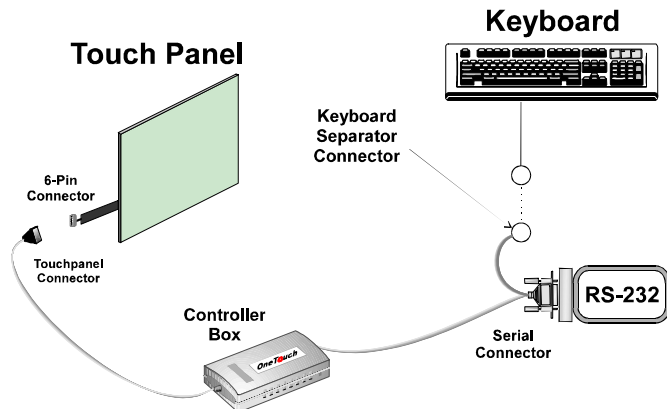 Keyboard
Touch Panel
Keyboard
Separator
Connector
6-Pin
Connector
Touchpanel
Connector
Controller
Box
OneTouch
RS-232
Serial
Connector